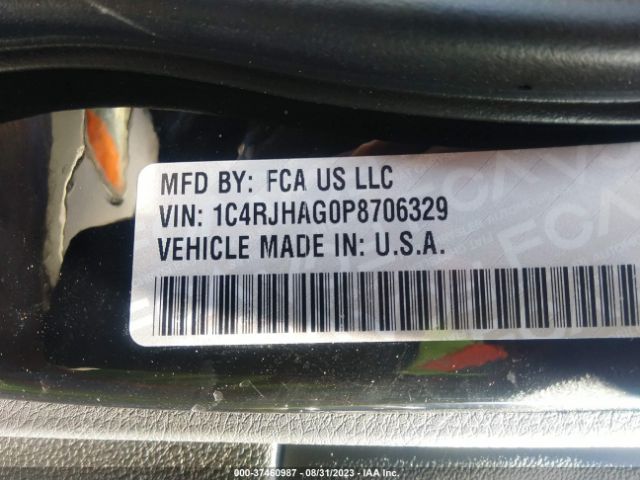 MFD BY: FCA US LLC
VIN: 1C4RJHAG0P8706329
VEHICLE MADE IN: U.S.A.
000-37460987 - 08/31/2023 - IAA Inc.